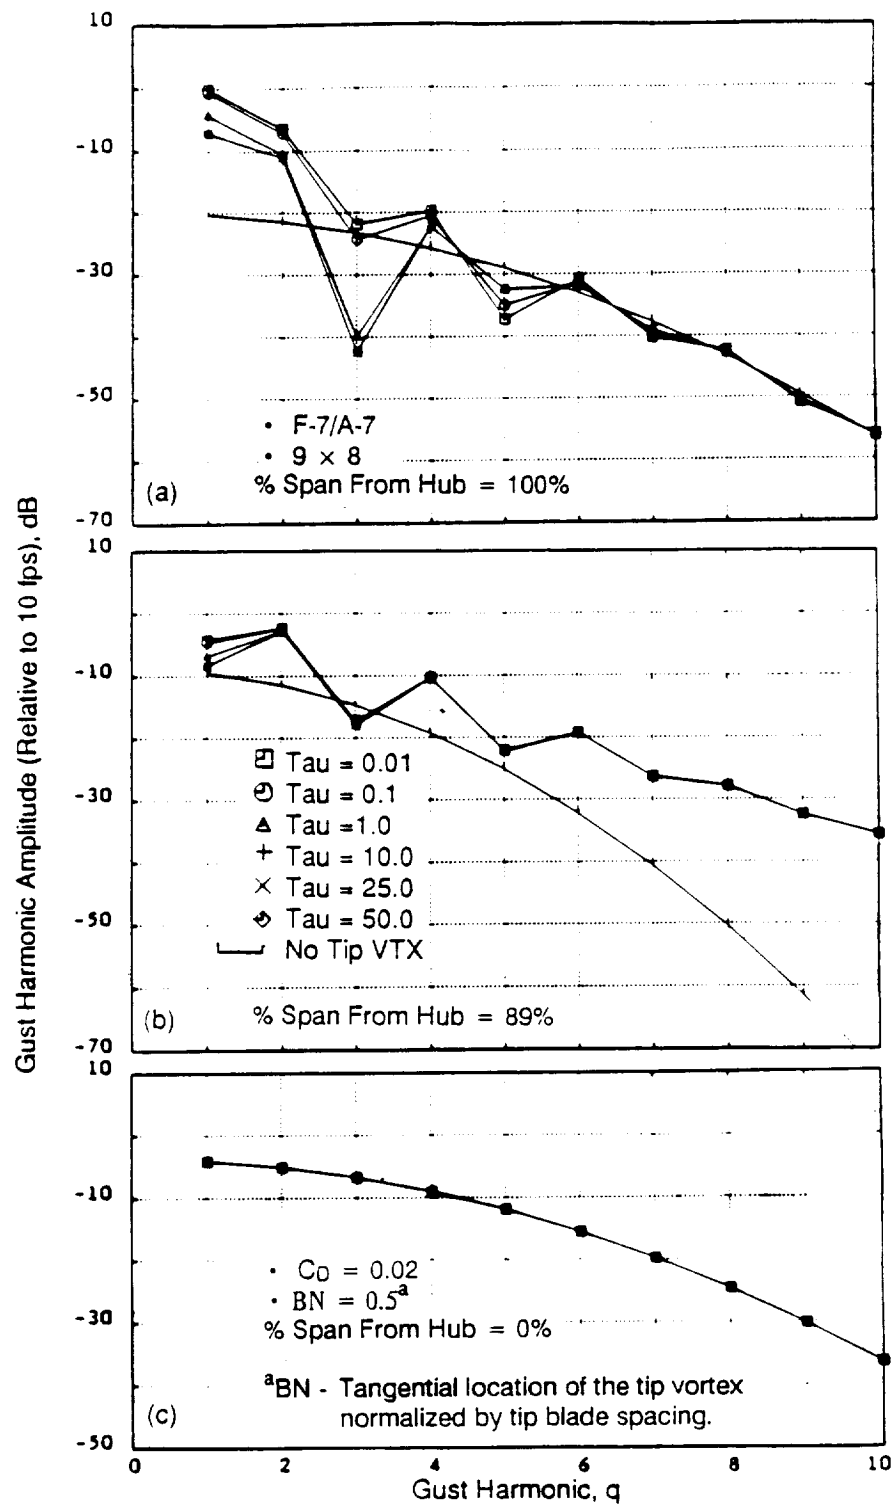 Gust Harmonic Amplitude (Relative to 10 fps), dB
10
-10
-30
-50
-70
• F-7/A-7
• 9 × 8
% Span From Hub = 100%
(a)
10
-10
-30
-50
-70
Tau = 0.01
Tau = 0.1
Tau =1.0
Tau = 10.0
Tau = 25.0
Tau = 50.0
No Tip VTX
% Span From Hub = 89%
(b)
10
-10
-30
-50
• CD = 0.02
• BN = 0.5a
% Span From Hub = 0%
aBN - Tangential location of the tip vortex
normalized by tip blade spacing.
(c)
0 2 4 6 8 10
Gust Harmonic, q